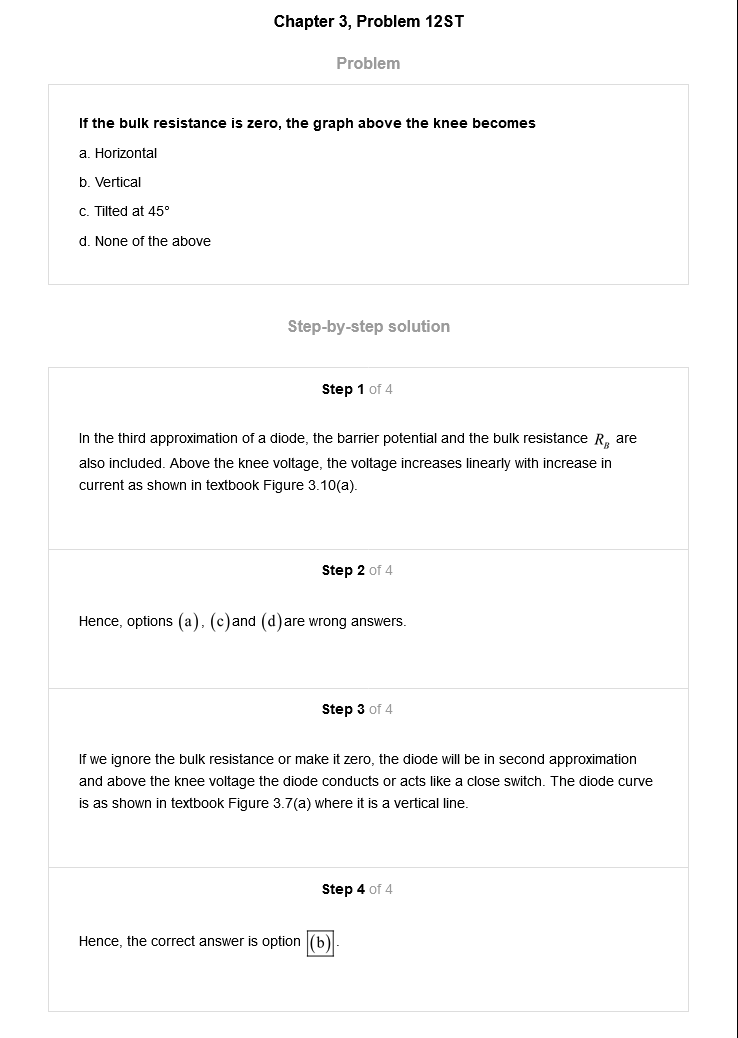 Chapter 3, Problem 12ST
Problem
If the bulk resistance is zero, the graph above the knee becomes
a. Horizontal
b. Vertical
c. Tilted at 45°
d. None of the above
Step-by-step solution
Step 1 of 4
In the third approximation of a diode, the barrier potential and the bulk resistance R_B are
also included. Above the knee voltage, the voltage increases linearly with increase in
current as shown in textbook Figure 3.10(a).
Step 2 of 4
Hence, options (a), (c)and (d)are wrong answers.
Step 3 of 4
If we ignore the bulk resistance or make it zero, the diode will be in second approximation
and above the knee voltage the diode conducts or acts like a close switch. The diode curve
is as shown in textbook Figure 3.7(a) where it is a vertical line.
Step 4 of 4
Hence, the correct answer is option (b).